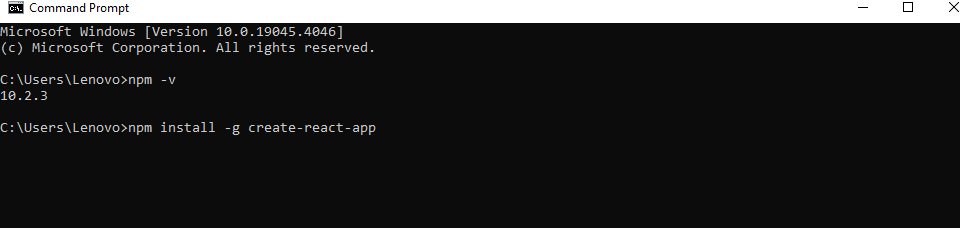 Command Prompt
Microsoft Windows [Version 10.0.19045.4046]
(c) Microsoft Corporation. All rights reserved.
C:\Users\Lenovo>npm -v
10.2.3
C:\Users\Lenovo>npm install -g create-react-app